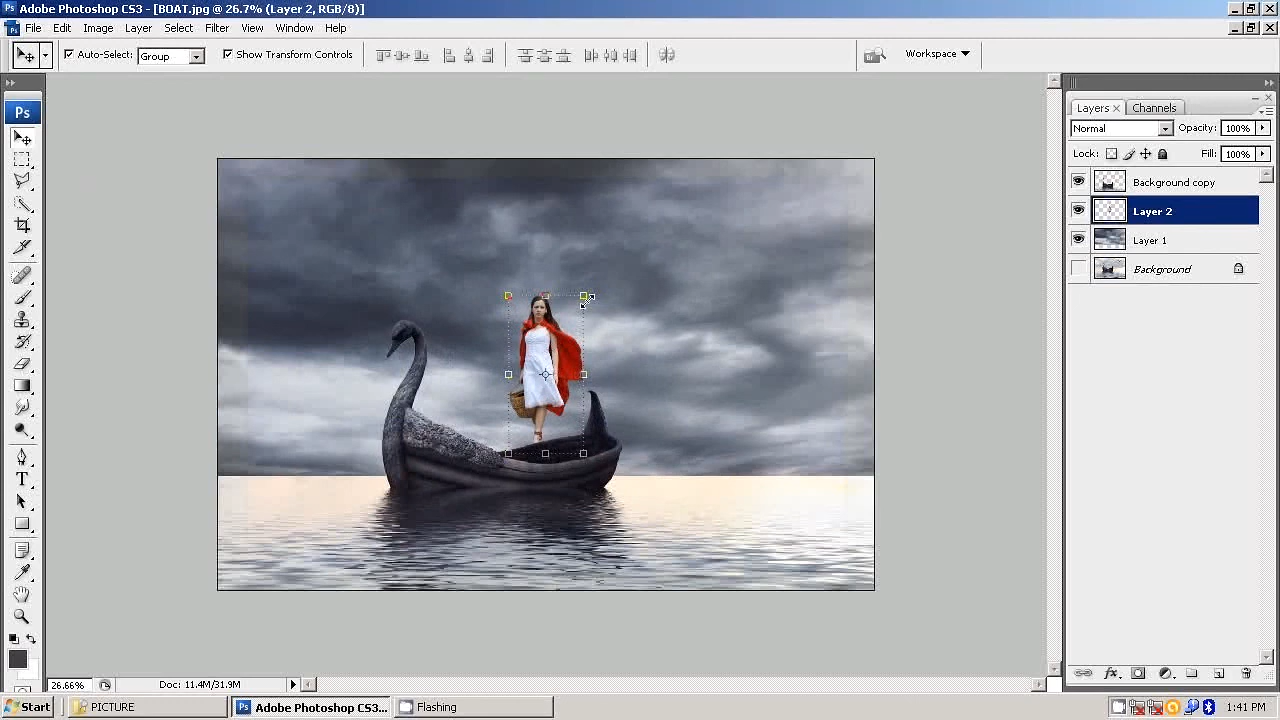 Adobe Photoshop CS3 - [BOAT.jpg @ 26.7% (Layer 2, RGB/8)]
File Edit Image Layer Select Filter View Window Help
Auto-Select: Group Show Transform Controls Workspace
Ps
Layers Channels
Normal Opacity: 100%
Lock: Fill: 100%
Background copy
Layer 2
Layer 1
Background
T
26.66% Doc: 11.4M/31.9M
Start PICTURE Ps Adobe Photoshop CS3... Flashing 1:41 PM